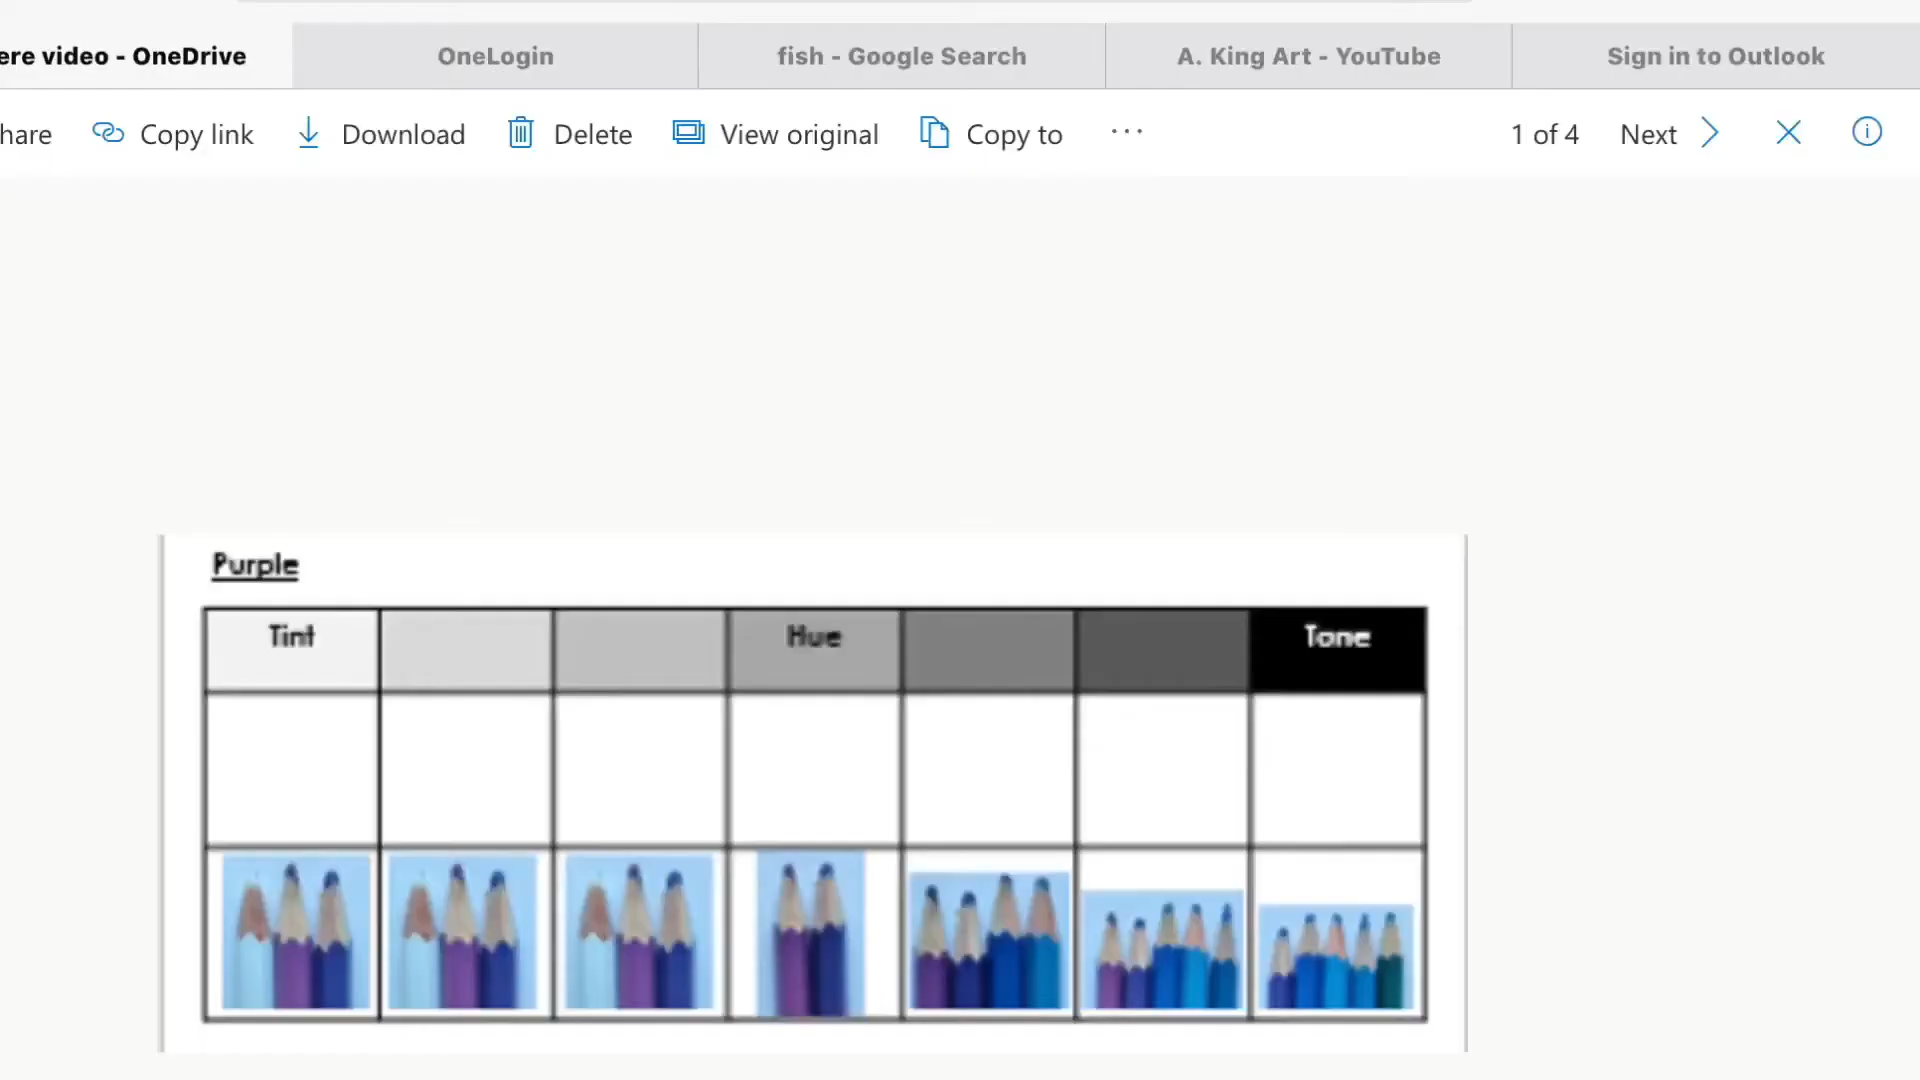 ere video - OneDrive OneLogin fish - Google Search A. King Art - YouTube Sign in to Outlook
hare Copy link Download Delete View original Copy to ... 1 of 4 Next
Purple
Tint Hue Tone